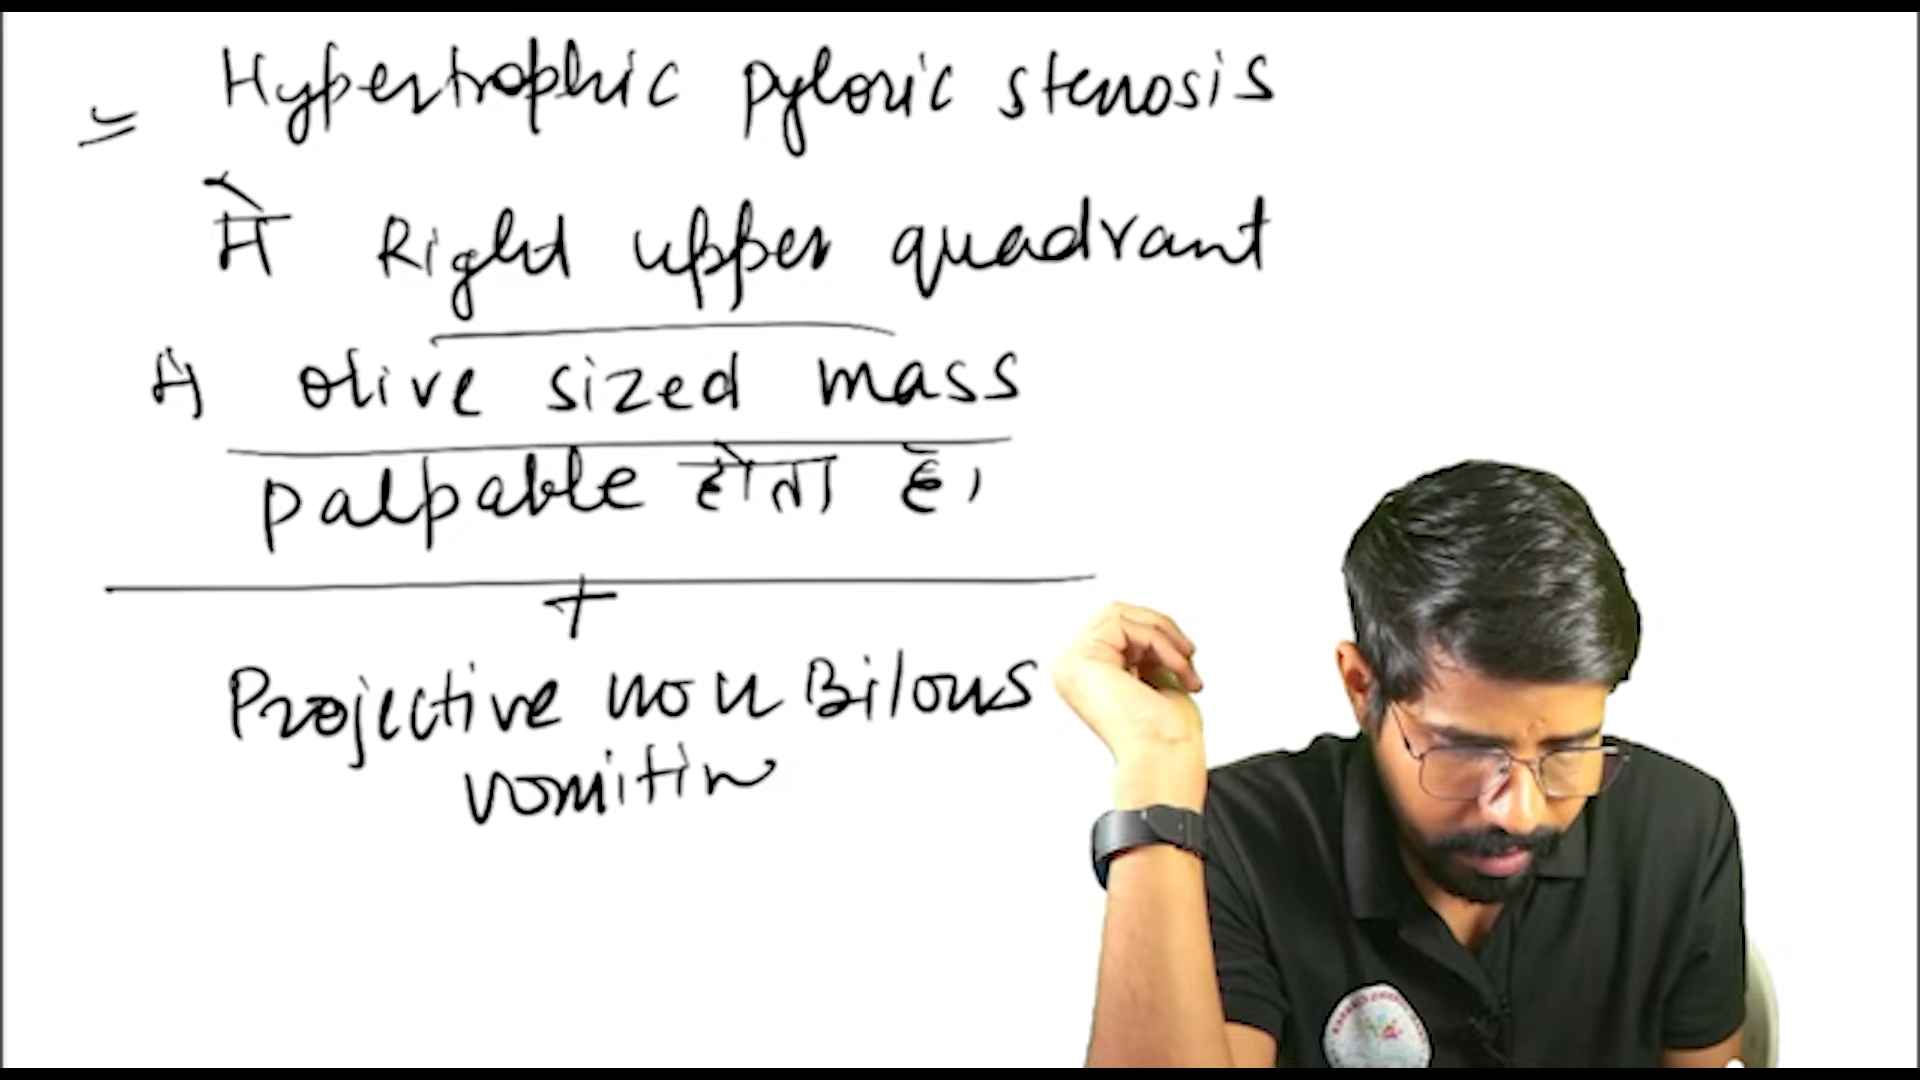 Hypertrophic pyloric stenosis
में Right upper quadrant
में olive sized mass
palpable होता है।
+
Projective non Bilous
vomitin